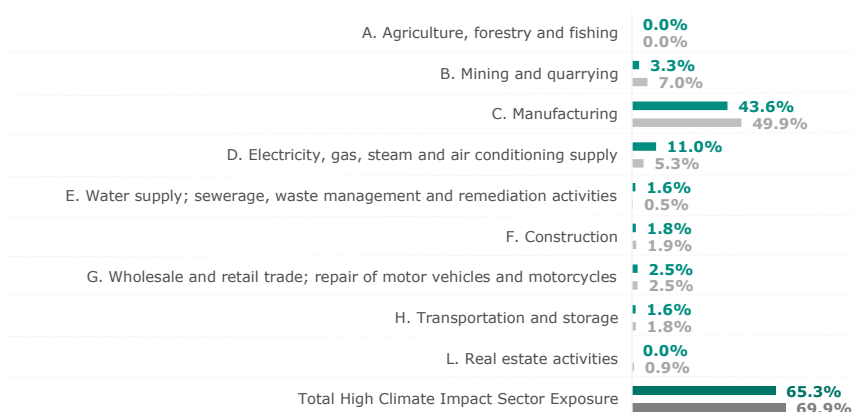 A. Agriculture, forestry and fishing
0.0%
0.0%
B. Mining and quarrying
3.3%
7.0%
C. Manufacturing
43.6%
49.9%
D. Electricity, gas, steam and air conditioning supply
11.0%
5.3%
E. Water supply; sewerage, waste management and remediation activities
1.6%
0.5%
F. Construction
1.8%
1.9%
G. Wholesale and retail trade; repair of motor vehicles and motorcycles
2.5%
2.5%
H. Transportation and storage
1.6%
1.8%
L. Real estate activities
0.0%
0.9%
Total High Climate Impact Sector Exposure
65.3%
69.9%